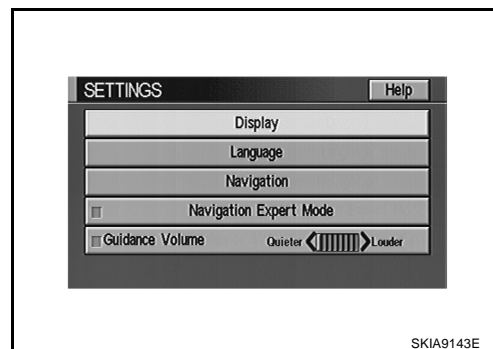 SETTINGS Help
Display
Language
Navigation
Navigation Expert Mode
Guidance Volume Quieter Louder
SKIA9143E